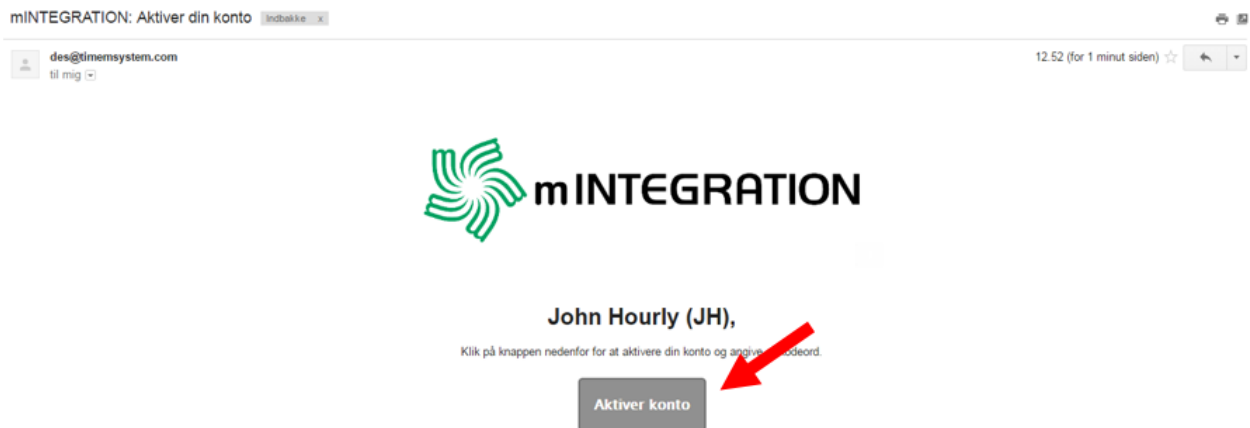 mINTEGRATION: Aktiver din konto Indbakke x
des@timemsystem.com
12.52 (for 1 minut siden)
til mig
mINTEGRATION
John Hourly (JH),
Klik på knappen nedenfor for at aktivere din konto og angive kodeord.
Aktiver konto